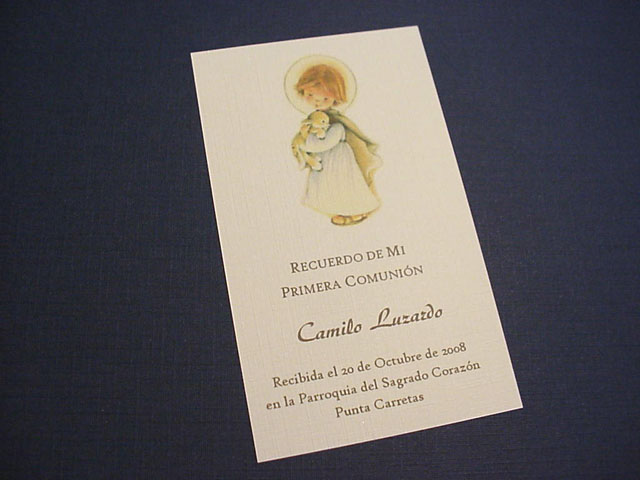 RECUERDO DE MI
PRIMERA COMUNIÓN
Camilo Luzardo
Recibida el 20 de Octubre de 2008
en la Parroquia del Sagrado Corazón
Punta Carretas